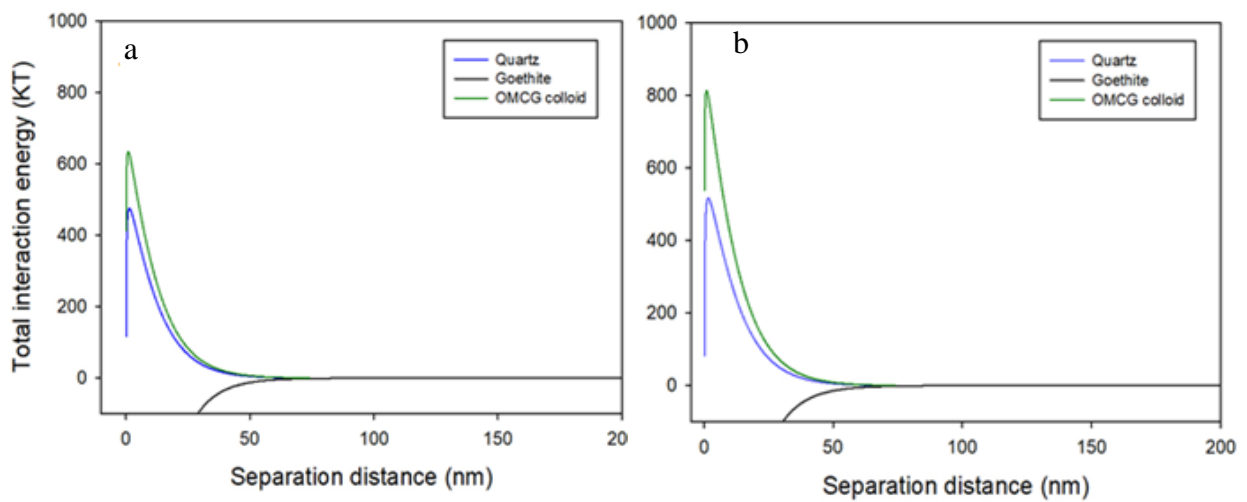 a
Total interaction energy (KT)
1000
800
600
400
200
0
Quartz
Goethite
OMCG colloid
0 50 100 150 20
Separation distance (nm)
b
1000
800
600
400
200
0
Quartz
Goethite
OMCG colloid
0 50 100 150 200
Separation distance (nm)